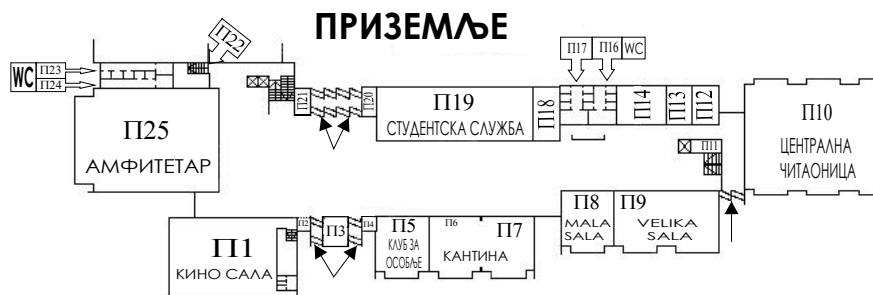 ПРИЗЕМЉЕ
WC
П23
П24
П22
П17
П16
WC
П21
П20
П19
СТУДЕНТСКА СЛУЖБА
П18
П14
П13
П12
П10
ЦЕНТРАЛНА
ЧИТАОНИЦА
П25
АМФИТЕТАР
П11
П1
КИНО САЛА
П2
П3
П4
П5
КЛУБ ЗА
ОСОБЉЕ
П6
П7
КАНТИНА
П8
MALA
SALA
П9
VELIKA
SALA